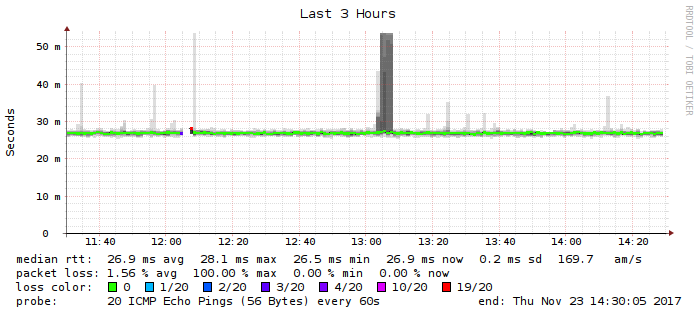 Last 3 Hours
RRDTOOL / TOBI OETIKER
Seconds
50 m
40 m
30 m
20 m
10 m
0
11:40 12:00 12:20 12:40 13:00 13:20 13:40 14:00 14:20
median rtt: 26.9 ms avg 28.1 ms max 26.5 ms min 26.9 ms now 0.2 ms sd 169.7 am/s
packet loss: 1.56 % avg 100.00 % max 0.00 % min 0.00 % now
loss color: 0 1/20 2/20 3/20 4/20 10/20 19/20
probe: 20 ICMP Echo Pings (56 Bytes) every 60s end: Thu Nov 23 14:30:05 2017